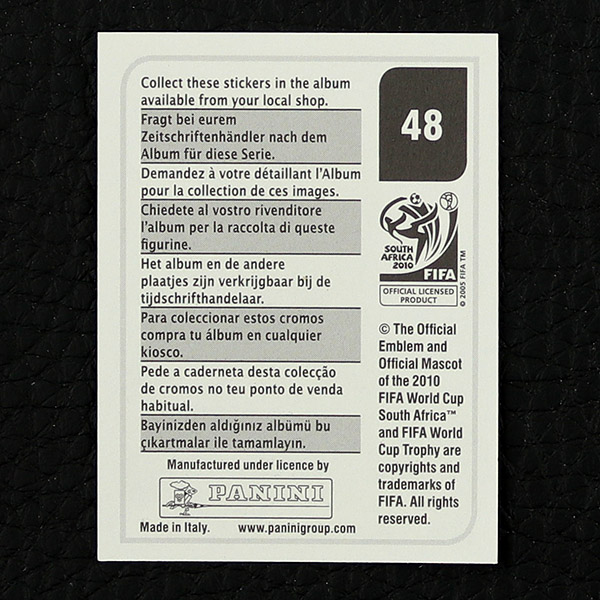 Collect these stickers in the album
available from your local shop.
Fragt bei eurem
Zeitschriftenhändler nach dem
Album für diese Serie.
Demandez à votre détaillant l'Album
pour la collection de ces images.
Chiedete al vostro rivenditore
l'album per la raccolta di queste
figurine.
Het album en de andere
plaatjes zijn verkrijgbaar bij de
tijdschrifthandelaar.
Para coleccionar estos cromos
compra tu álbum en cualquier
kiosco.
Pede a caderneta desta colecção
de cromos no teu ponto de venda
habitual.
Bayinizden aldığınız albümü bu
çıkartmalar ile tamamlayın.
Manufactured under licence by
PANINI
Made in Italy.
www.paninigroup.com
48
SOUTH
AFRICA
2010
FIFA
OFFICIAL LICENSED
PRODUCT
© 2005 FIFA TM
© The Official
Emblem and
Official Mascot
of the 2010
FIFA World Cup
South Africa™
and FIFA World
Cup Trophy are
copyrights and
trademarks of
FIFA. All rights
reserved.